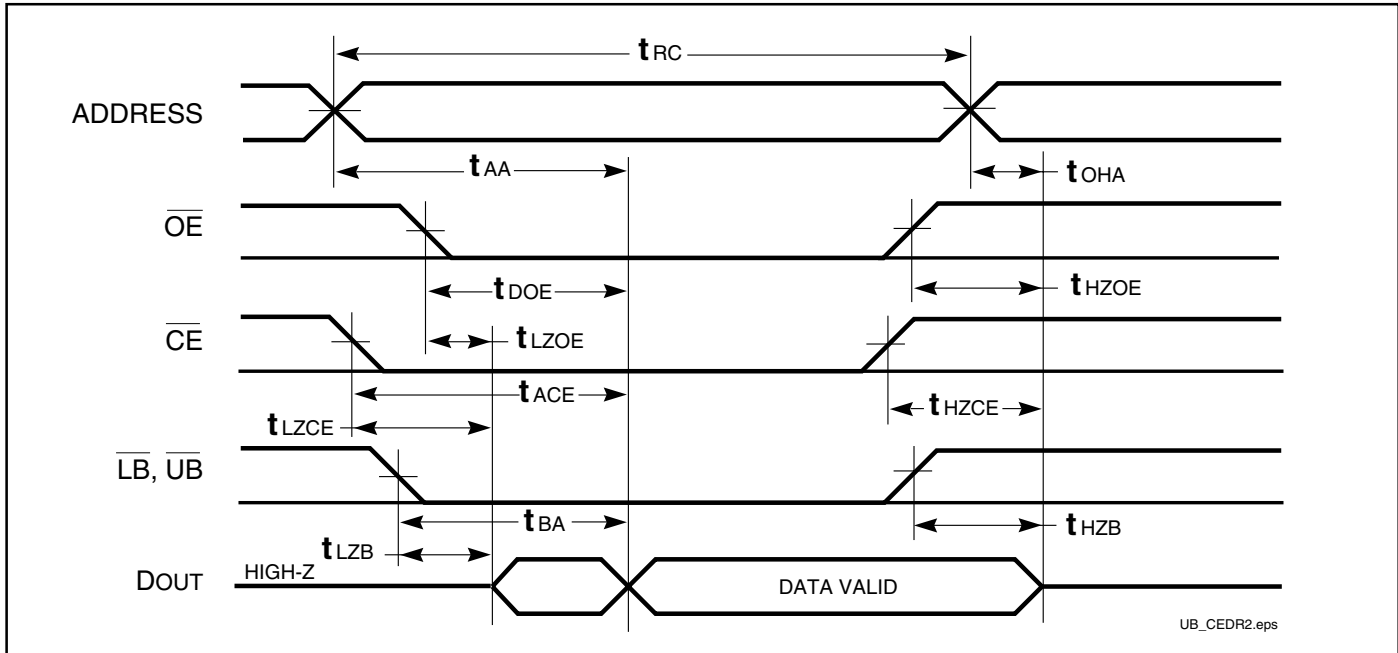 tRC
ADDRESS
tAA
tOHA
OE
tDOE
tHZOE
CE
tLZOE
tACE
tHZCE
tLZCE
LB, UB
tBA
tHZB
tLZB
DOUT
HIGH-Z
DATA VALID
UB_CEDR2.eps